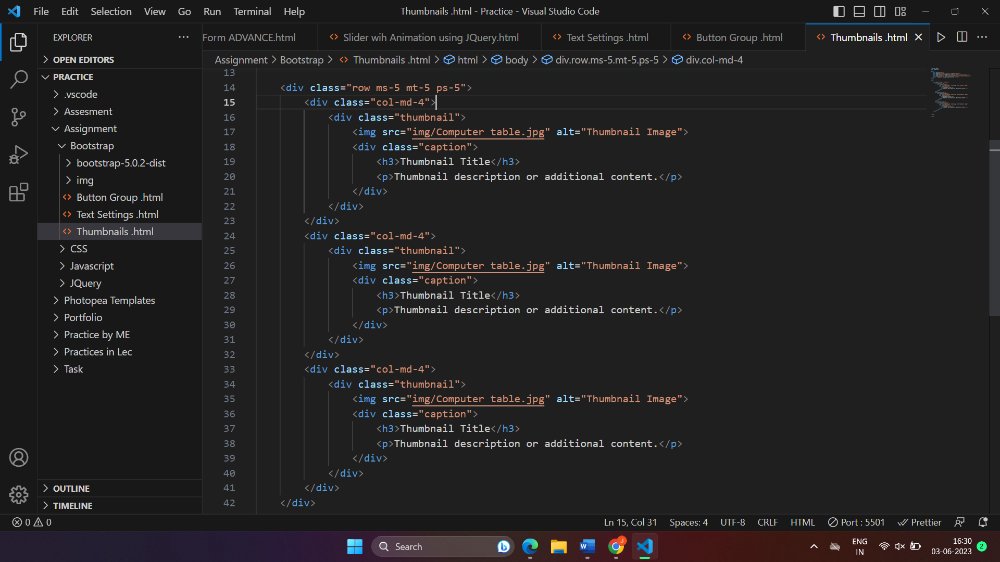 File Edit Selection View Go Run Terminal Help Thumbnails .html - Practice - Visual Studio Code
EXPLORER
Form ADVANCE.html Slider wih Animation using JQuery.html Text Settings .html Button Group .html Thumbnails .html
OPEN EDITORS
PRACTICE
.vscode
Assesment
Assignment
Bootstrap
bootstrap-5.0.2-dist
img
Button Group .html
Text Settings .html
Thumbnails .html
CSS
Javascript
JQuery
Photopea Templates
Portfolio
Practice by ME
Practices in Lec
Task
OUTLINE
TIMELINE
Assignment > Bootstrap > Thumbnails .html > html > body > div.row.ms-5.mt-5.ps-5 > div.col-md-4
13
14 <div class="row ms-5 mt-5 ps-5">
15 <div class="col-md-4">
16 <div class="thumbnail">
17 <img src="img/Computer table.jpg" alt="Thumbnail Image">
18 <div class="caption">
19 <h3>Thumbnail Title</h3>
20 <p>Thumbnail description or additional content.</p>
21 </div>
22 </div>
23 </div>
24 <div class="col-md-4">
25 <div class="thumbnail">
26 <img src="img/Computer table.jpg" alt="Thumbnail Image">
27 <div class="caption">
28 <h3>Thumbnail Title</h3>
29 <p>Thumbnail description or additional content.</p>
30 </div>
31 </div>
32 </div>
33 <div class="col-md-4">
34 <div class="thumbnail">
35 <img src="img/Computer table.jpg" alt="Thumbnail Image">
36 <div class="caption">
37 <h3>Thumbnail Title</h3>
38 <p>Thumbnail description or additional content.</p>
39 </div>
40 </div>
41 </div>
42 </div>
0 0 Ln 15, Col 31 Spaces: 4 UTF-8 CRLF HTML Port : 5501 Prettier
Search
ENG
IN
16:30
03-06-2023
2